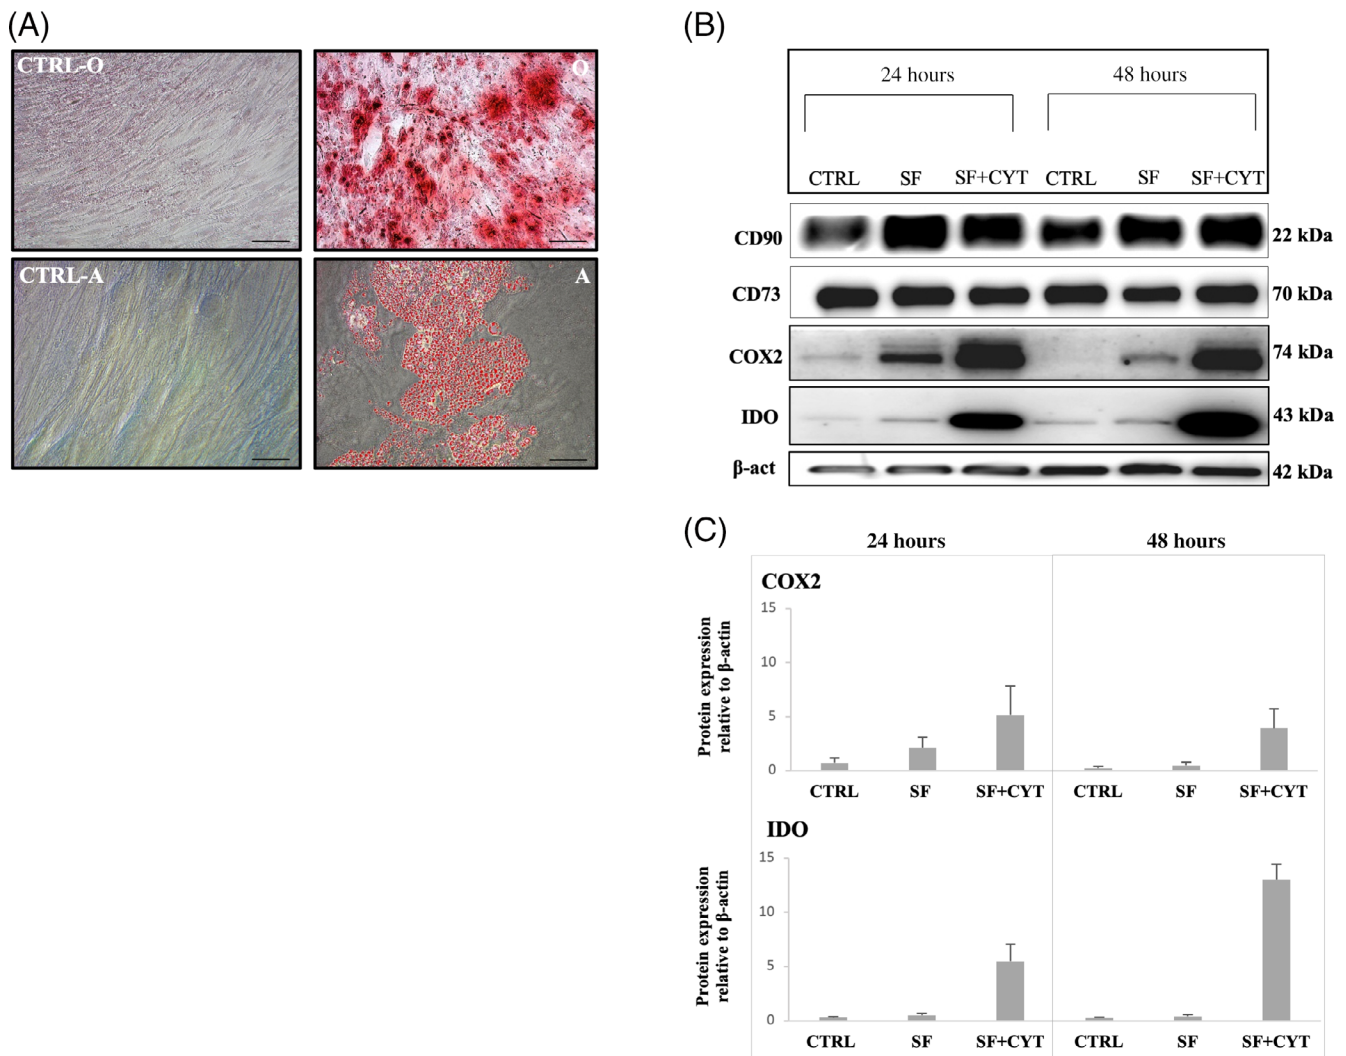 (A)
CTRL-O
O
CTRL-A
A
(B)
24 hours 48 hours
CTRL SF SF+CYT CTRL SF SF+CYT
CD90 22 kDa
CD73 70 kDa
COX2 74 kDa
IDO 43 kDa
β-act 42 kDa
(C)
24 hours 48 hours
COX2
Protein expression
relative to β-actin
15
10
5
0
CTRL SF SF+CYT CTRL SF SF+CYT
IDO
Protein expression
relative to β-actin
15
10
5
0
CTRL SF SF+CYT CTRL SF SF+CYT